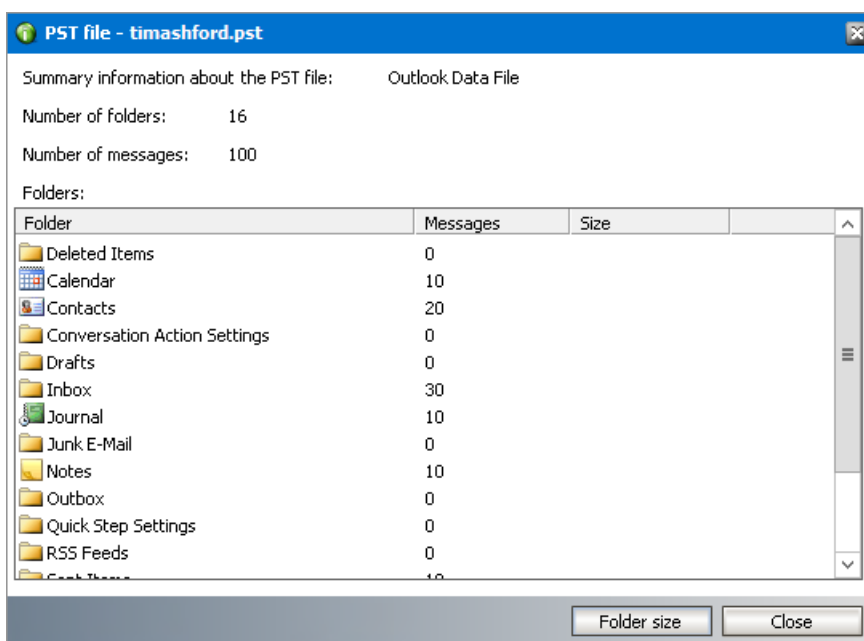 PST file - timashford.pst
Summary information about the PST file: Outlook Data File
Number of folders: 16
Number of messages: 100
Folders:
Folder Messages Size
Deleted Items 0
Calendar 10
Contacts 20
Conversation Action Settings 0
Drafts 0
Inbox 30
Journal 10
Junk E-Mail 0
Notes 10
Outbox 0
Quick Step Settings 0
RSS Feeds 0
Sent Items 10
Folder size Close